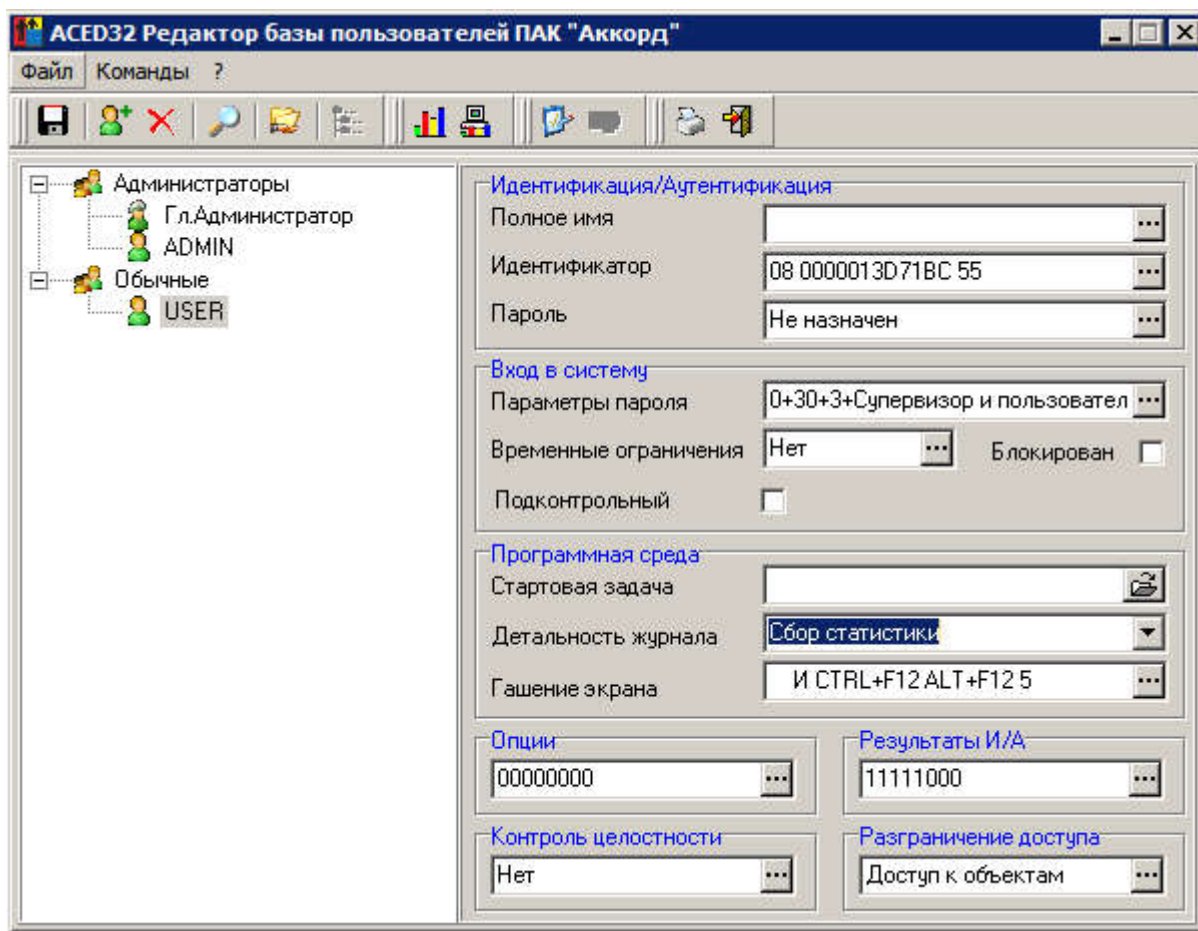 ACED32 Редактор базы пользователей ПАК "Аккорд"
Файл Команды ?
Администраторы
Гл.Администратор
ADMIN
Обычные
USER
Идентификация/Аутентификация
Полное имя
Идентификатор 08 0000013D71BC 55
Пароль Не назначен
Вход в систему
Параметры пароля 0+30+3+Супервизор и пользовател
Временные ограничения Нет Блокирован
Подконтрольный
Программная среда
Стартовая задача
Детальность журнала Сбор статистики
Гашение экрана И CTRL+F12 ALT+F12 5
Опции Результаты И/А
00000000 11111000
Контроль целостности Разграничение доступа
Нет Доступ к объектам